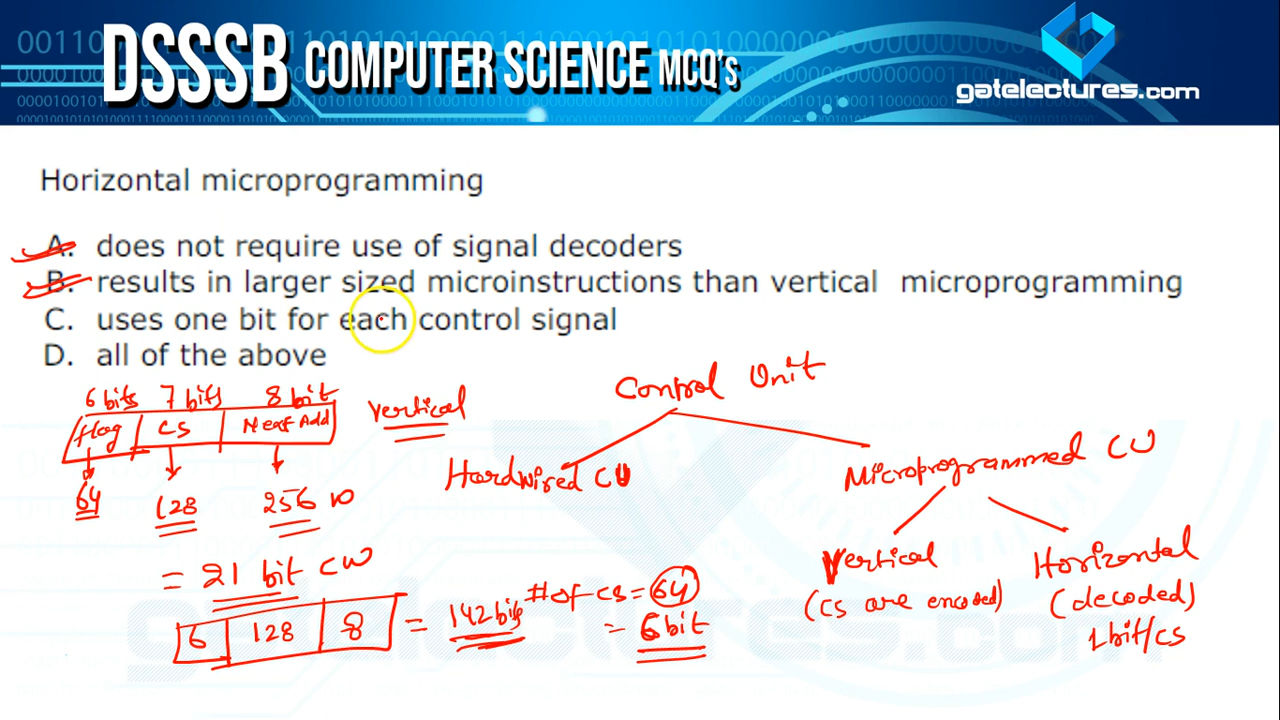 DSSSB COMPUTER SCIENCE MCQ's
gatelectures.com
Horizontal microprogramming
A. does not require use of signal decoders
B. results in larger sized microinstructions than vertical microprogramming
C. uses one bit for each control signal
D. all of the above
Control Unit
6 bits 7 bits 8 bit
flag CS Next Add
Vertical
Hardwired CU
Microprogrammed CU
64 128 256 w
= 21 bit CW
Vertical
(CS are encoded)
Horizontal
(decoded)
1bit/CS
6 128 8 = 142 bits
# of CS = 64
= 6 bit